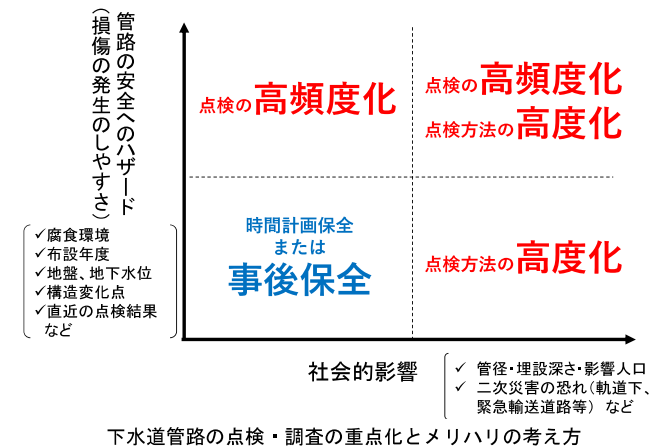 管路の安全へのハザード
(損傷の発生のしやすさ)
✓腐食環境
✓布設年度
✓地盤、地下水位
✓構造変化点
✓直近の点検結果
など
点検の高頻度化
点検の高頻度化
点検方法の高度化
時間計画保全
または
事後保全
点検方法の高度化
社会的影響
✓ 管径・埋設深さ・影響人口
✓ 二次災害の恐れ(軌道下、
緊急輸送道路等) など
下水道管路の点検・調査の重点化とメリハリの考え方